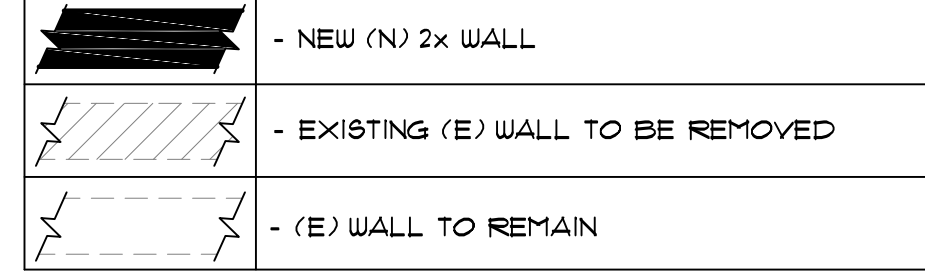 - NEW (N) 2x WALL
- EXISTING (E) WALL TO BE REMOVED
- (E) WALL TO REMAIN